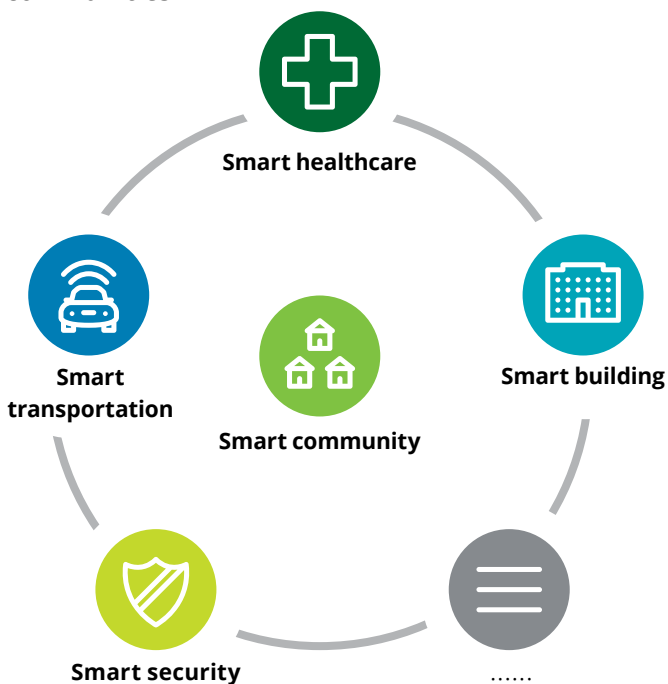 Smart healthcare
Smart
transportation
Smart building
Smart community
Smart security
……